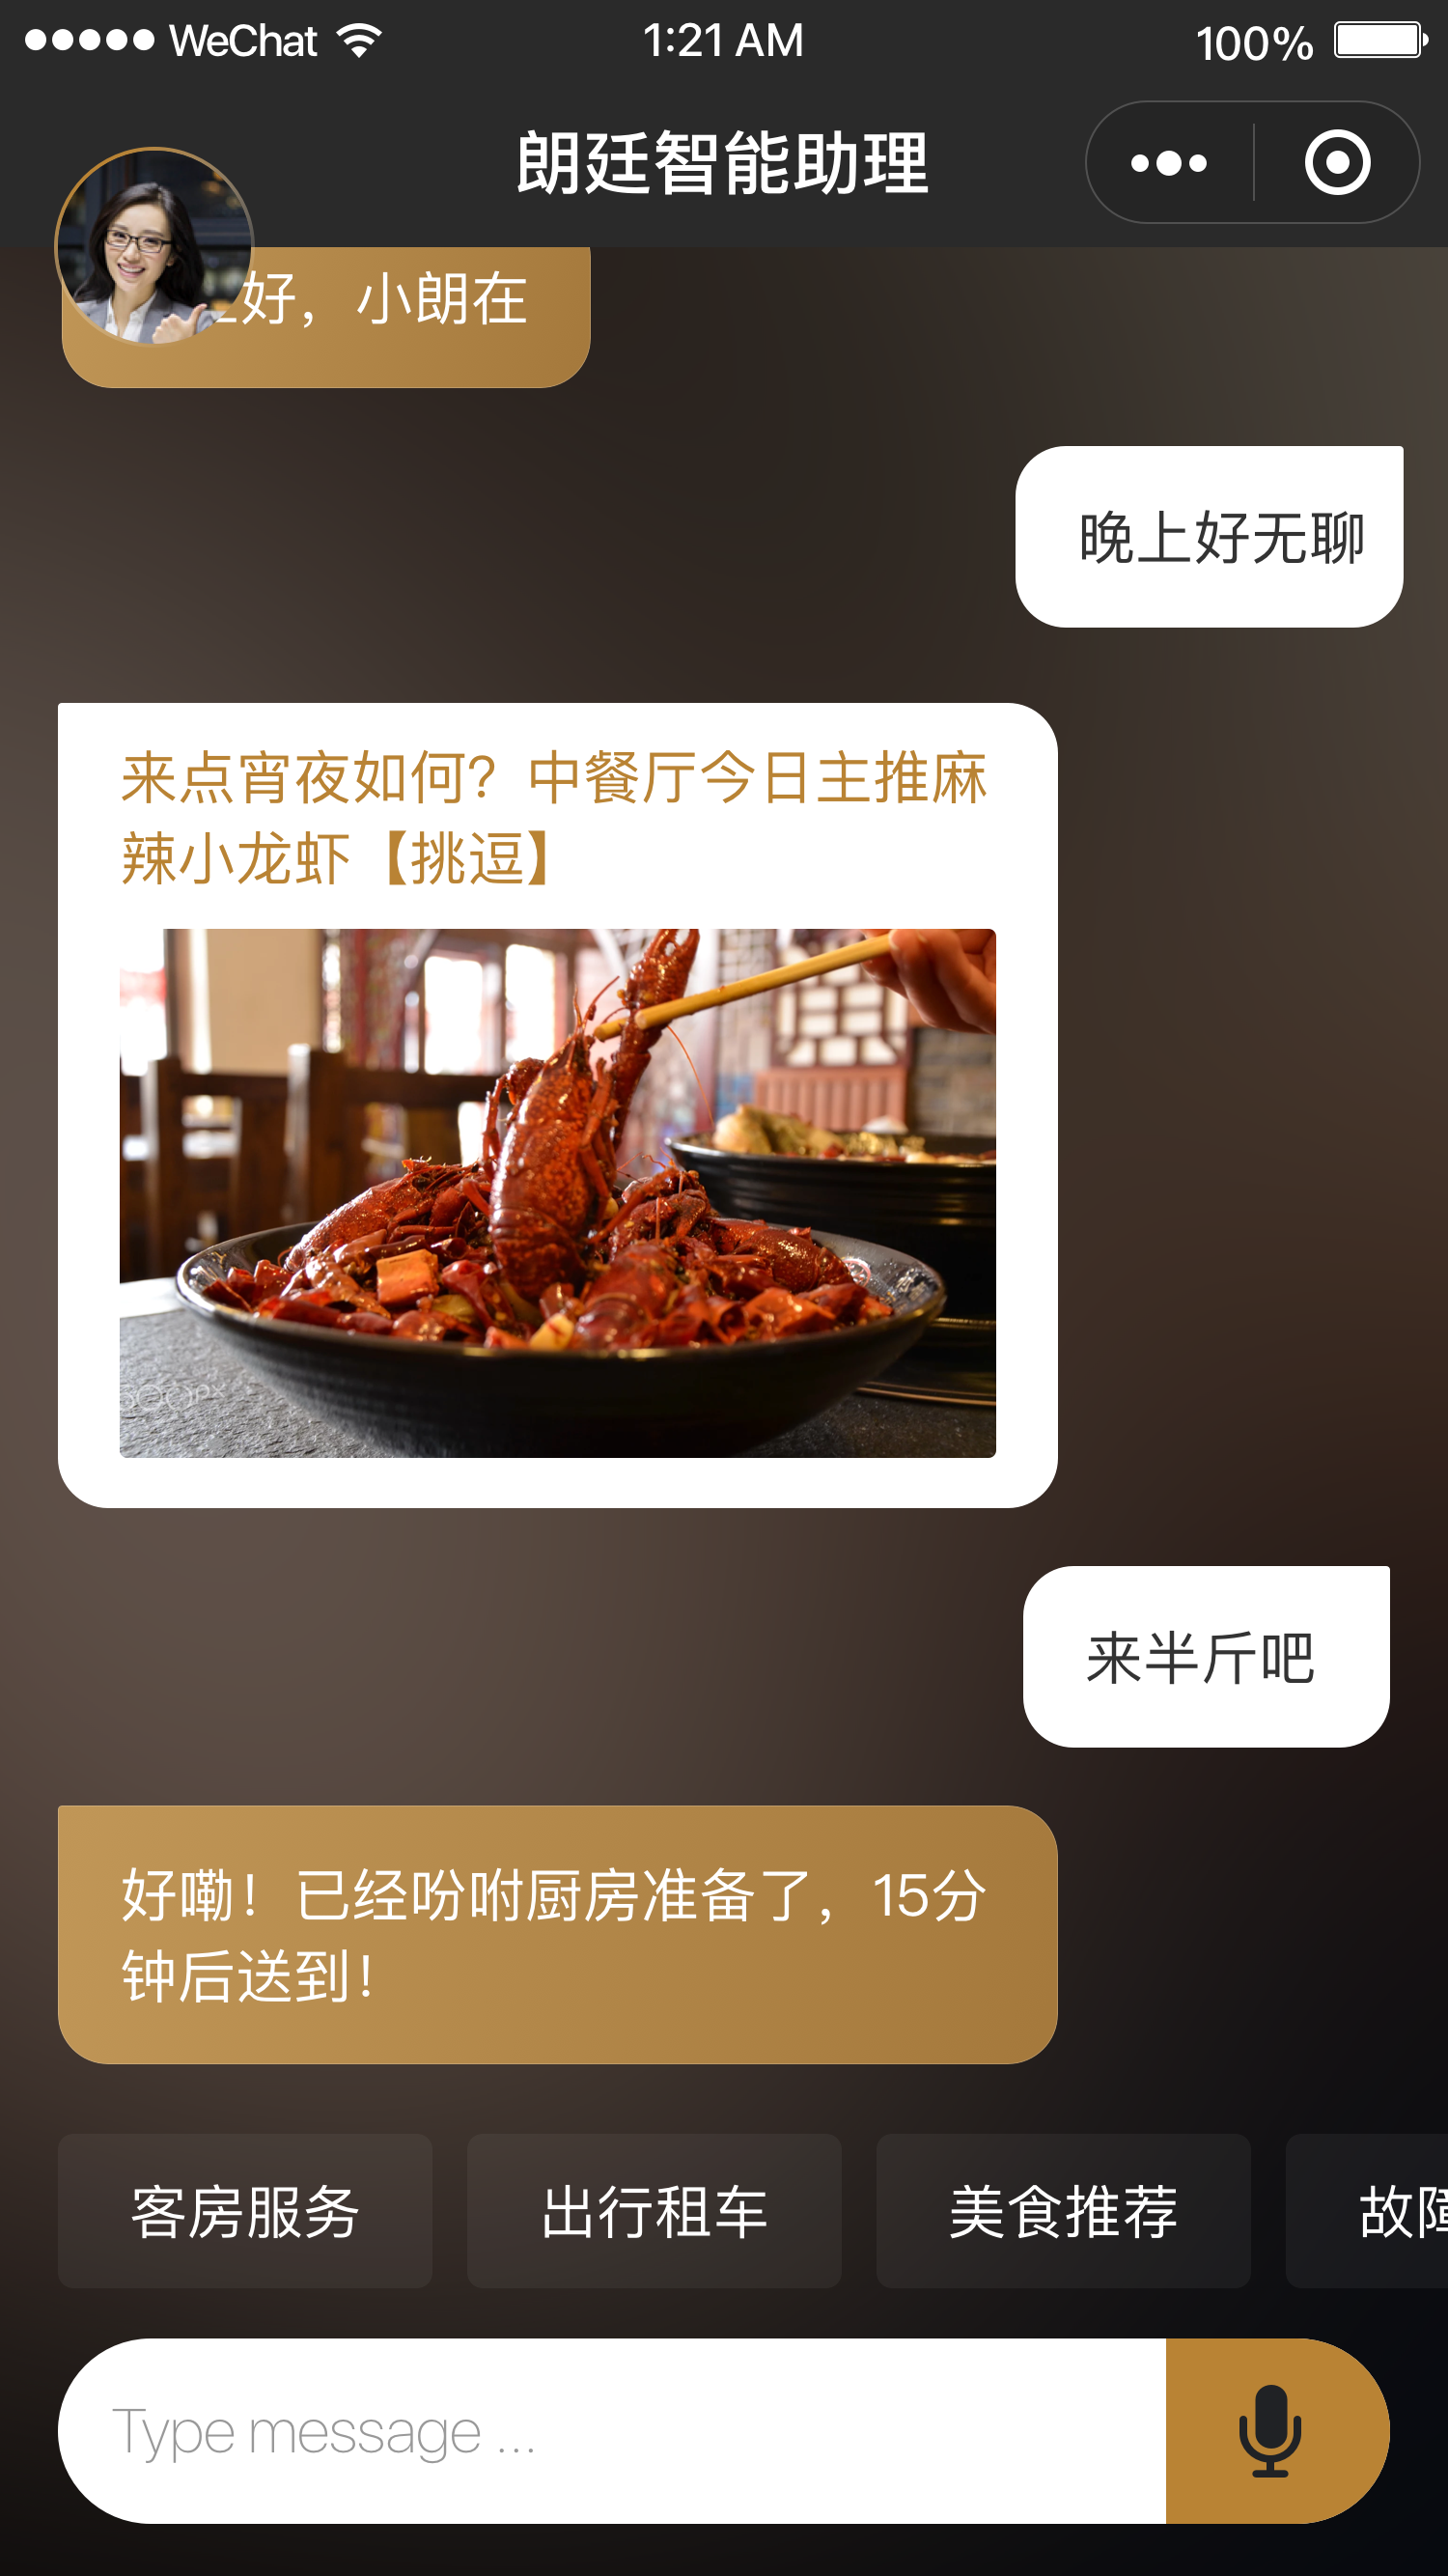 WeChat 1:21 AM 100%
朗廷智能助理
好，小朗在
晚上好无聊
来点宵夜如何？中餐厅今日主推麻
辣小龙虾【挑逗】
来半斤吧
好嘞！已经吩咐厨房准备了，15分
钟后送到！
客房服务 出行租车 美食推荐 故障
Type message ...